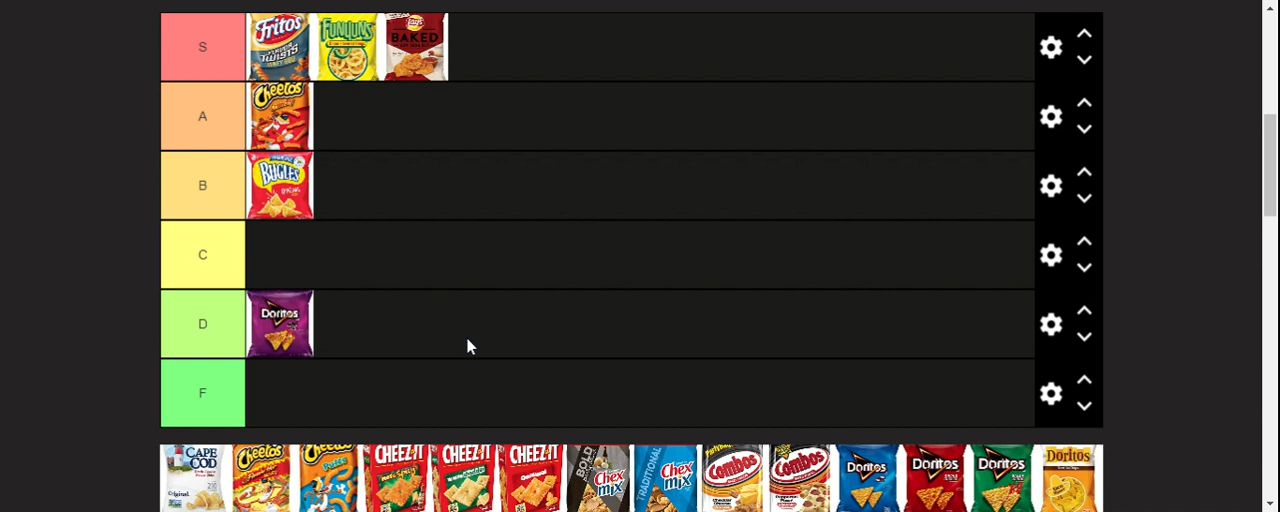 S
Fritos
TWISTS
FUNYUNS
Lay's
BAKED
A
Cheetos
B
BUGLES
C
D
Doritos
F
CAPE COD
Original
Cheetos
Cheetos
Puffs
CHEEZ-IT
CHEEZ-IT
CHEEZ-IT
BOLD
Chex mix
TRADITIONAL
Chex mix
Combos
Combos
Doritos
Doritos
Doritos
Doritos